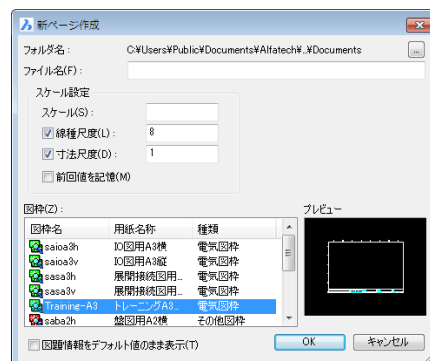 新ページ作成
フォルダ名： C:¥Users¥Public¥Documents¥Alfatech¥..¥Documents ...
ファイル名(F)：
スケール設定
スケール(S)：
線種尺度(L)： 8
寸法尺度(D)： 1
前回値を記憶(M)
図枠(Z)： プレビュー
図枠名 用紙名称 種類
saioa3h IO図用A3横 電気図枠
saioa3v IO図用A3縦 電気図枠
sasa3h 展開接続図用... 電気図枠
sasa3v 展開接続図用... 電気図枠
Training-A3 トレーニングA3... 電気図枠
saba2h 盤図用A2横 その他図枠
図題情報をデフォルト値のまま表示(T) OK キャンセル